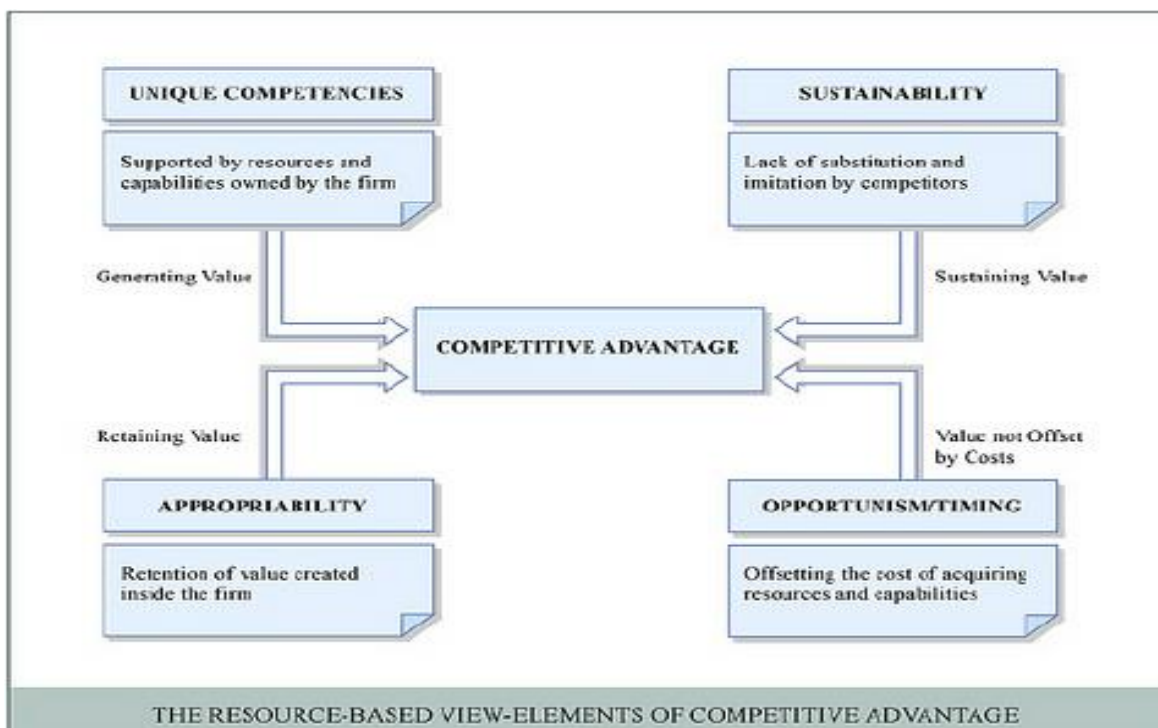 UNIQUE COMPETENCIES
Supported by resources and
capabilities owned by the firm
Generating Value
SUSTAINABILITY
Lack of substitution and
imitation by competitors
Sustaining Value
COMPETITIVE ADVANTAGE
Retaining Value
APPROPRIABILITY
Retention of value created
inside the firm
Value not Offset
by Costs
OPPORTUNISM/TIMING
Offsetting the cost of acquiring
resources and capabilities
THE RESOURCE-BASED VIEW-ELEMENTS OF COMPETITIVE ADVANTAGE